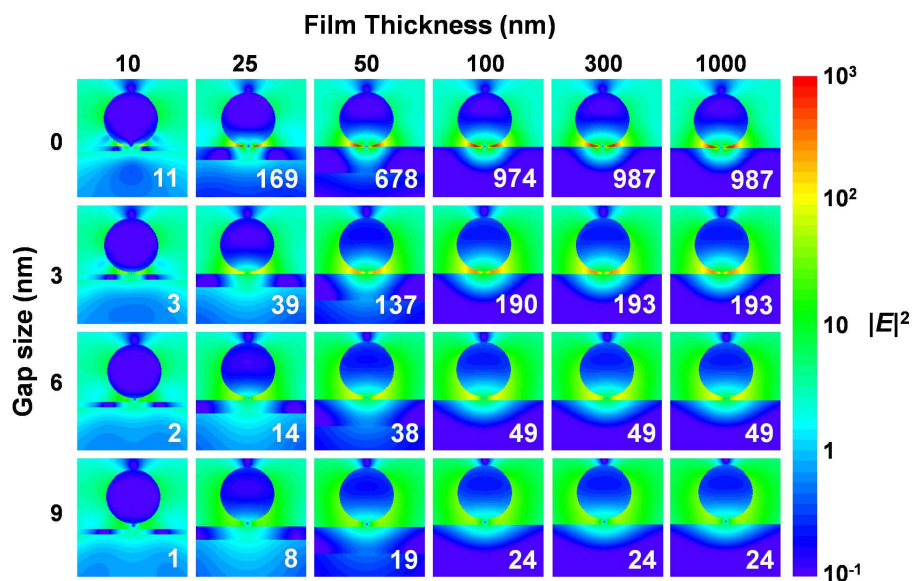 Film Thickness (nm)
10 25 50 100 300 1000
Gap size (nm)
0 11 169 678 974 987 987
3 3 39 137 190 193 193
6 2 14 38 49 49 49
9 1 8 19 24 24 24
10³
10²
10
1
10⁻¹
|E|²